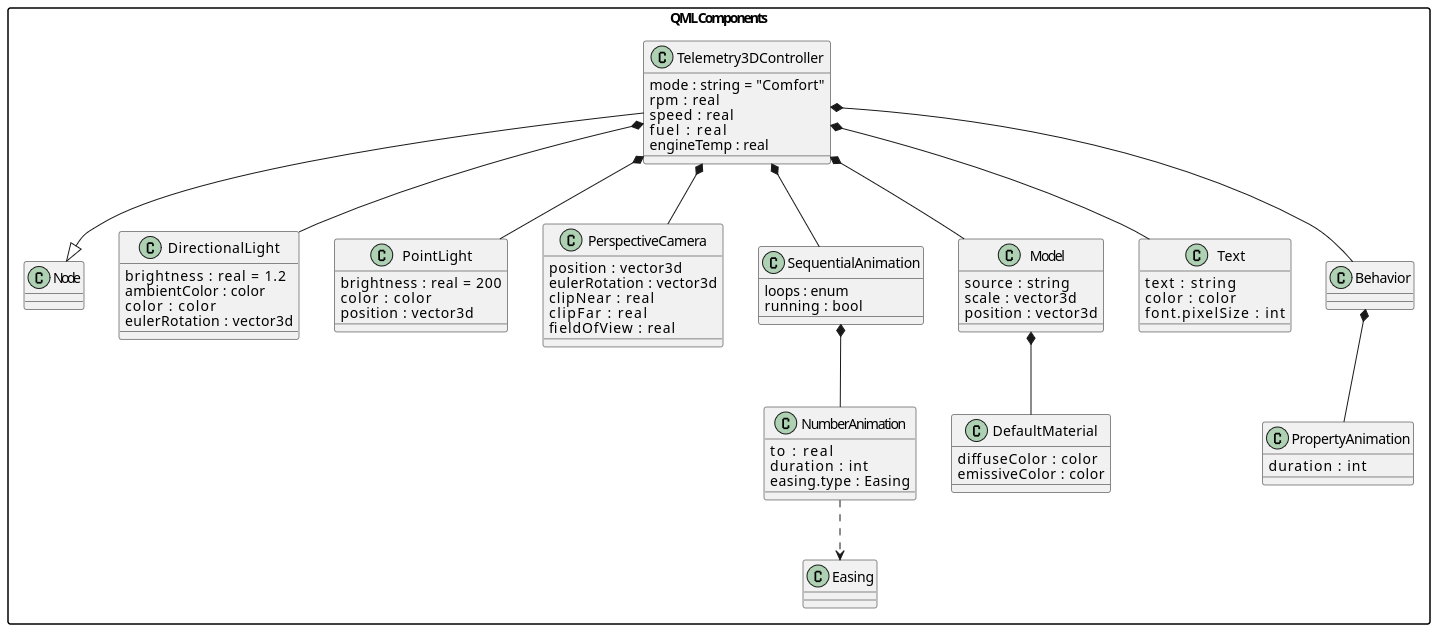 QMLComponents
C Telemetry3DController
mode : string = "Comfort"
rpm : real
speed : real
fuel : real
engineTemp : real
C Node
C DirectionalLight
brightness : real = 1.2
ambientColor : color
color : color
eulerRotation : vector3d
C PointLight
brightness : real = 200
color : color
position : vector3d
C PerspectiveCamera
position : vector3d
eulerRotation : vector3d
clipNear : real
clipFar : real
fieldOfView : real
C SequentialAnimation
loops : enum
running : bool
C Model
source : string
scale : vector3d
position : vector3d
C Text
text : string
color : color
font.pixelSize : int
C Behavior
C NumberAnimation
to : real
duration : int
easing.type : Easing
C DefaultMaterial
diffuseColor : color
emissiveColor : color
C PropertyAnimation
duration : int
C Easing